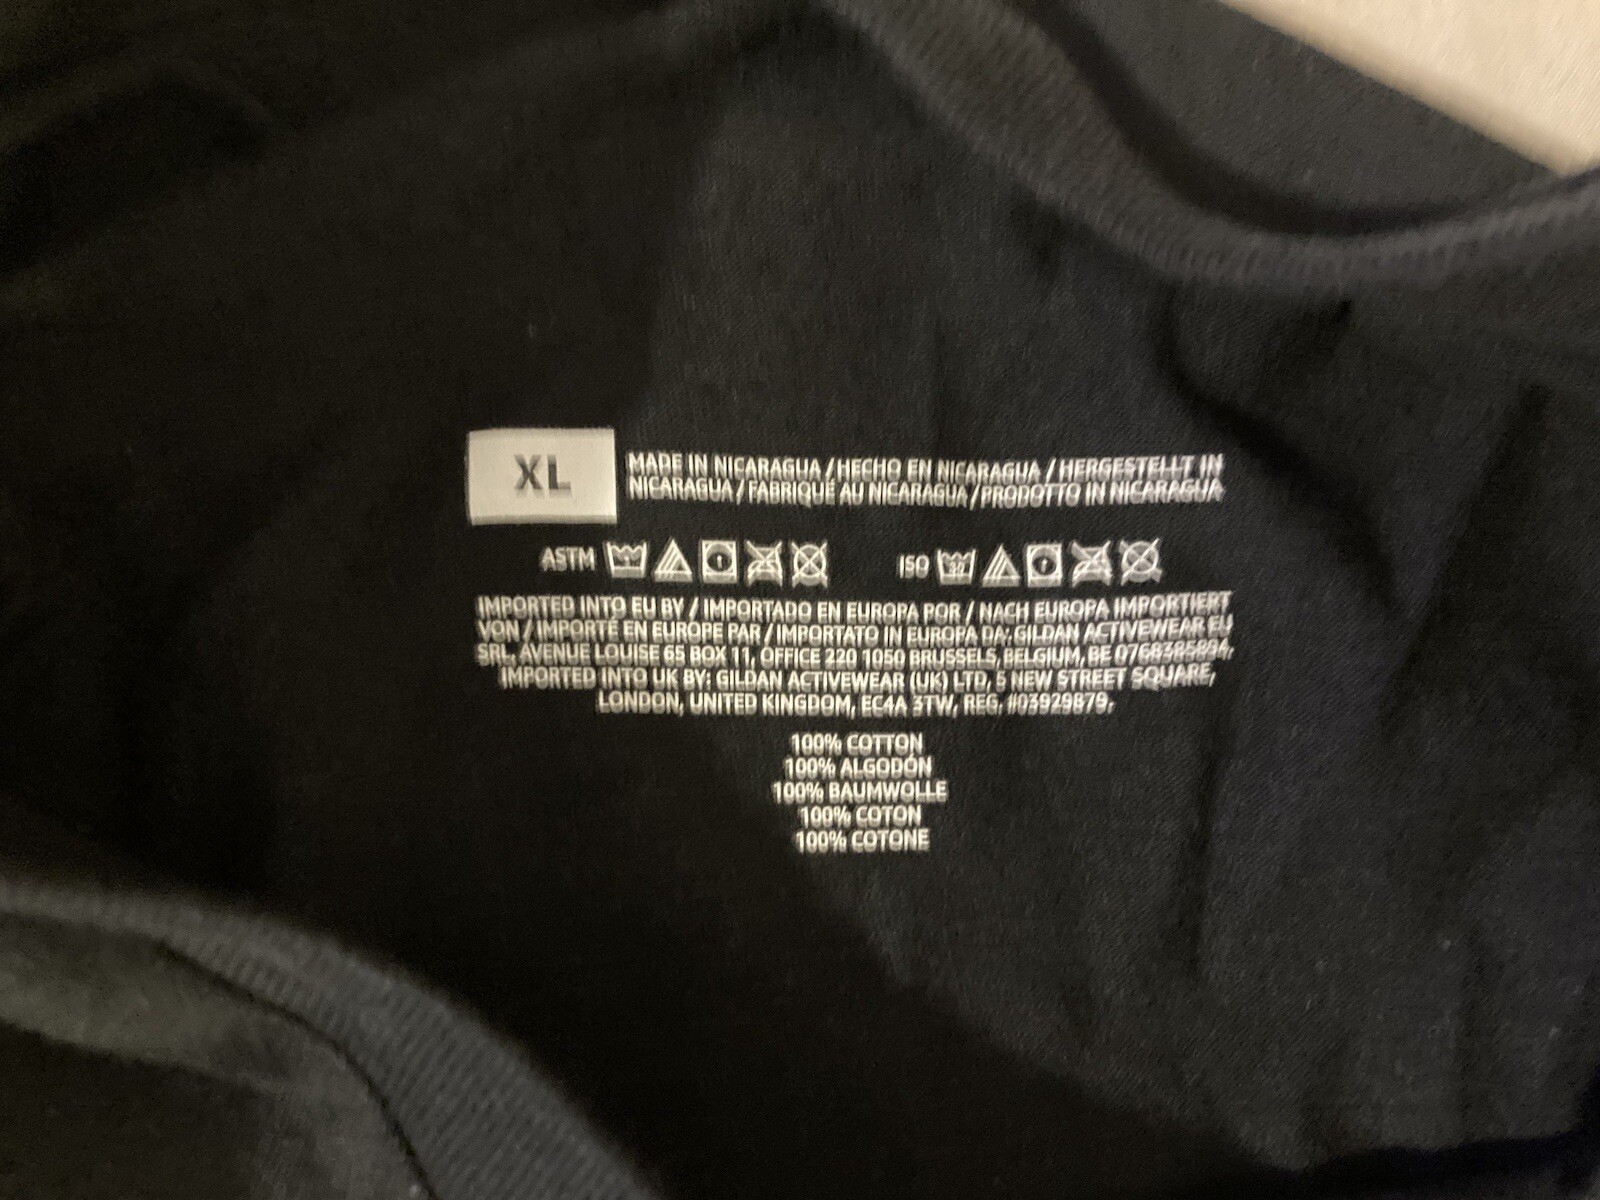 XL
MADE IN NICARAGUA / HECHO EN NICARAGUA / HERGESTELLT IN
NICARAGUA / FABRIQUÉ AU NICARAGUA / PRODOTTO IN NICARAGUA
ASTM ISO 30
IMPORTED INTO EU BY / IMPORTADO EN EUROPA POR / NACH EUROPA IMPORTIERT
VON / IMPORTÉ EN EUROPE PAR / IMPORTATO IN EUROPA DA: GILDAN ACTIVEWEAR EU
SRL, AVENUE LOUISE 65 BOX 11, OFFICE 220 1050 BRUSSELS, BELGIUM, BE
IMPORTED INTO UK BY: GILDAN ACTIVEWEAR (UK) LTD, 5 NEW STREET SQUARE,
LONDON, UNITED KINGDOM, EC4A 3TW, REG. #03929879.
100% COTTON
100% ALGODÓN
100% BAUMWOLLE
100% COTON
100% COTONE